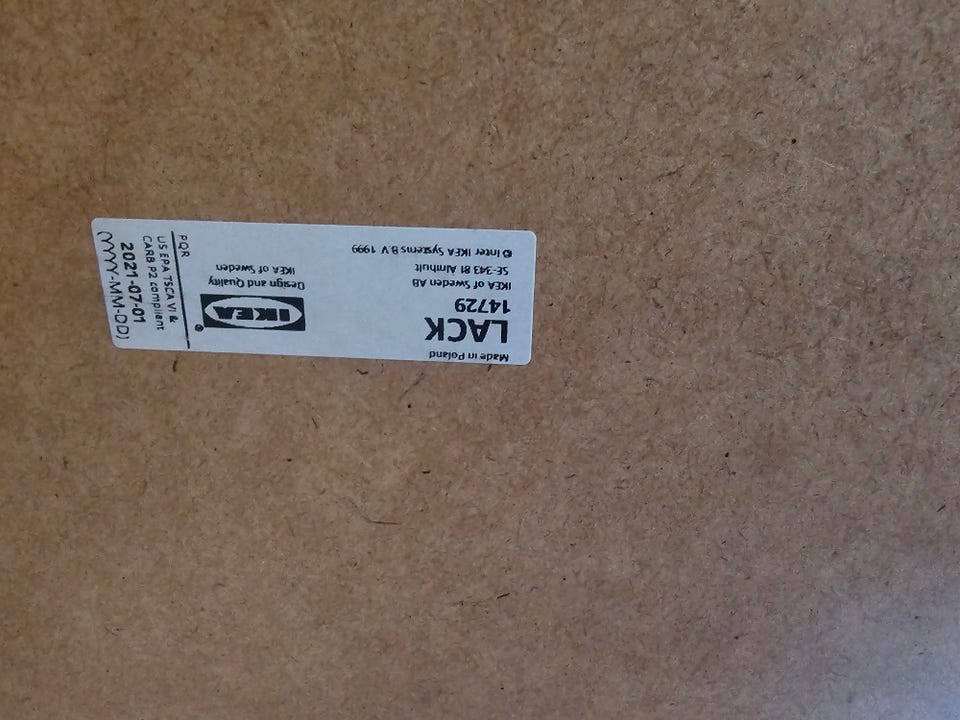 Made in Poland
LACK
14729
IKEA of Sweden AB
SE-343 81 Älmhult
© Inter IKEA Systems B.V. 1999
IKEA®
Design and Quality
IKEA of Sweden
PQR
US EPA TSCA VI &
CARB P2 compliant
2021-07-01
(YYYY-MM-DD)